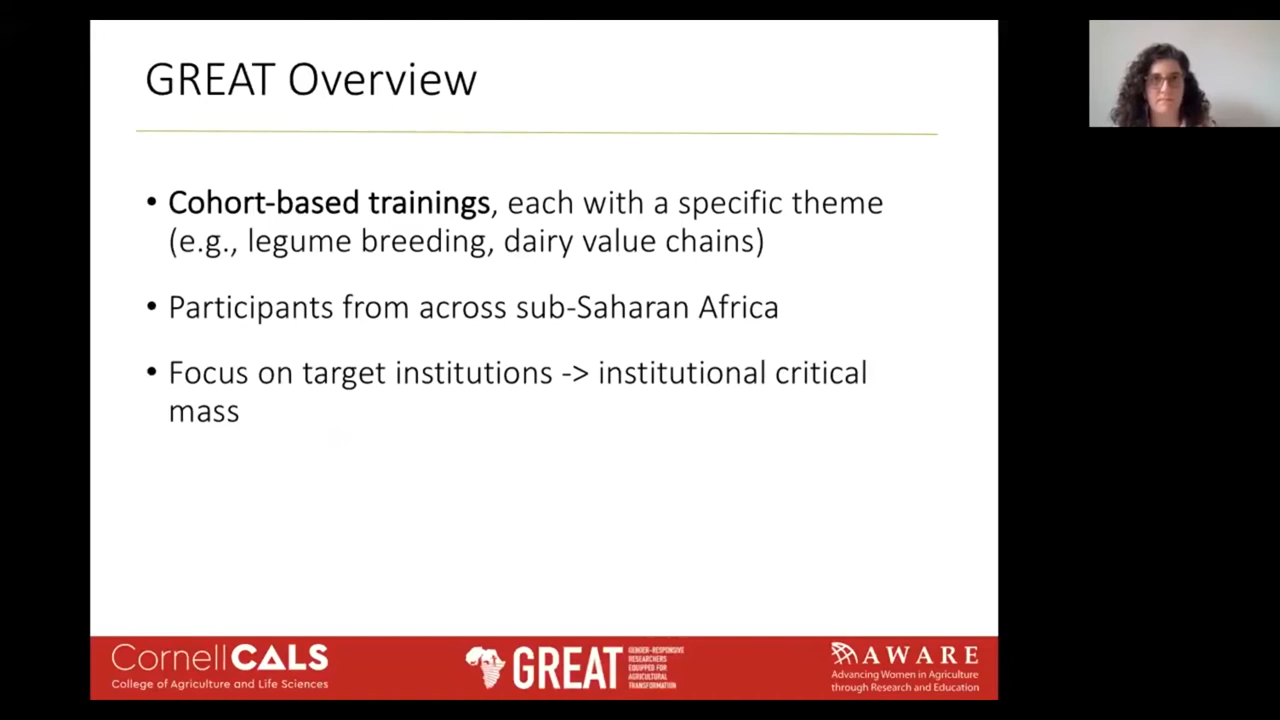 GREAT Overview
• Cohort-based trainings, each with a specific theme
(e.g., legume breeding, dairy value chains)
• Participants from across sub-Saharan Africa
• Focus on target institutions -> institutional critical
mass
CornellCALS
College of Agriculture and Life Sciences
GREAT
GENDER-RESPONSIVE
RESEARCHERS
EQUIPPED FOR
AGRICULTURAL
TRANSFORMATION
AWARE
Advancing Women in Agriculture
through Research and Education